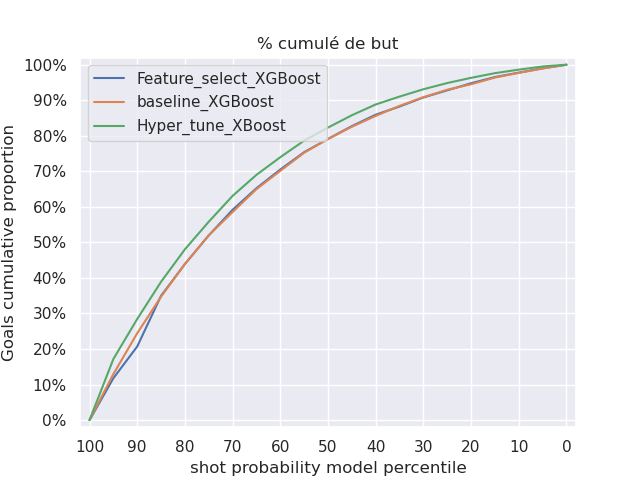 % cumulé de but
Feature_select_XGBoost
baseline_XGBoost
Hyper_tune_XBoost
Goals cumulative proportion
100%
90%
80%
70%
60%
50%
40%
30%
20%
10%
0%
100 90 80 70 60 50 40 30 20 10 0
shot probability model percentile